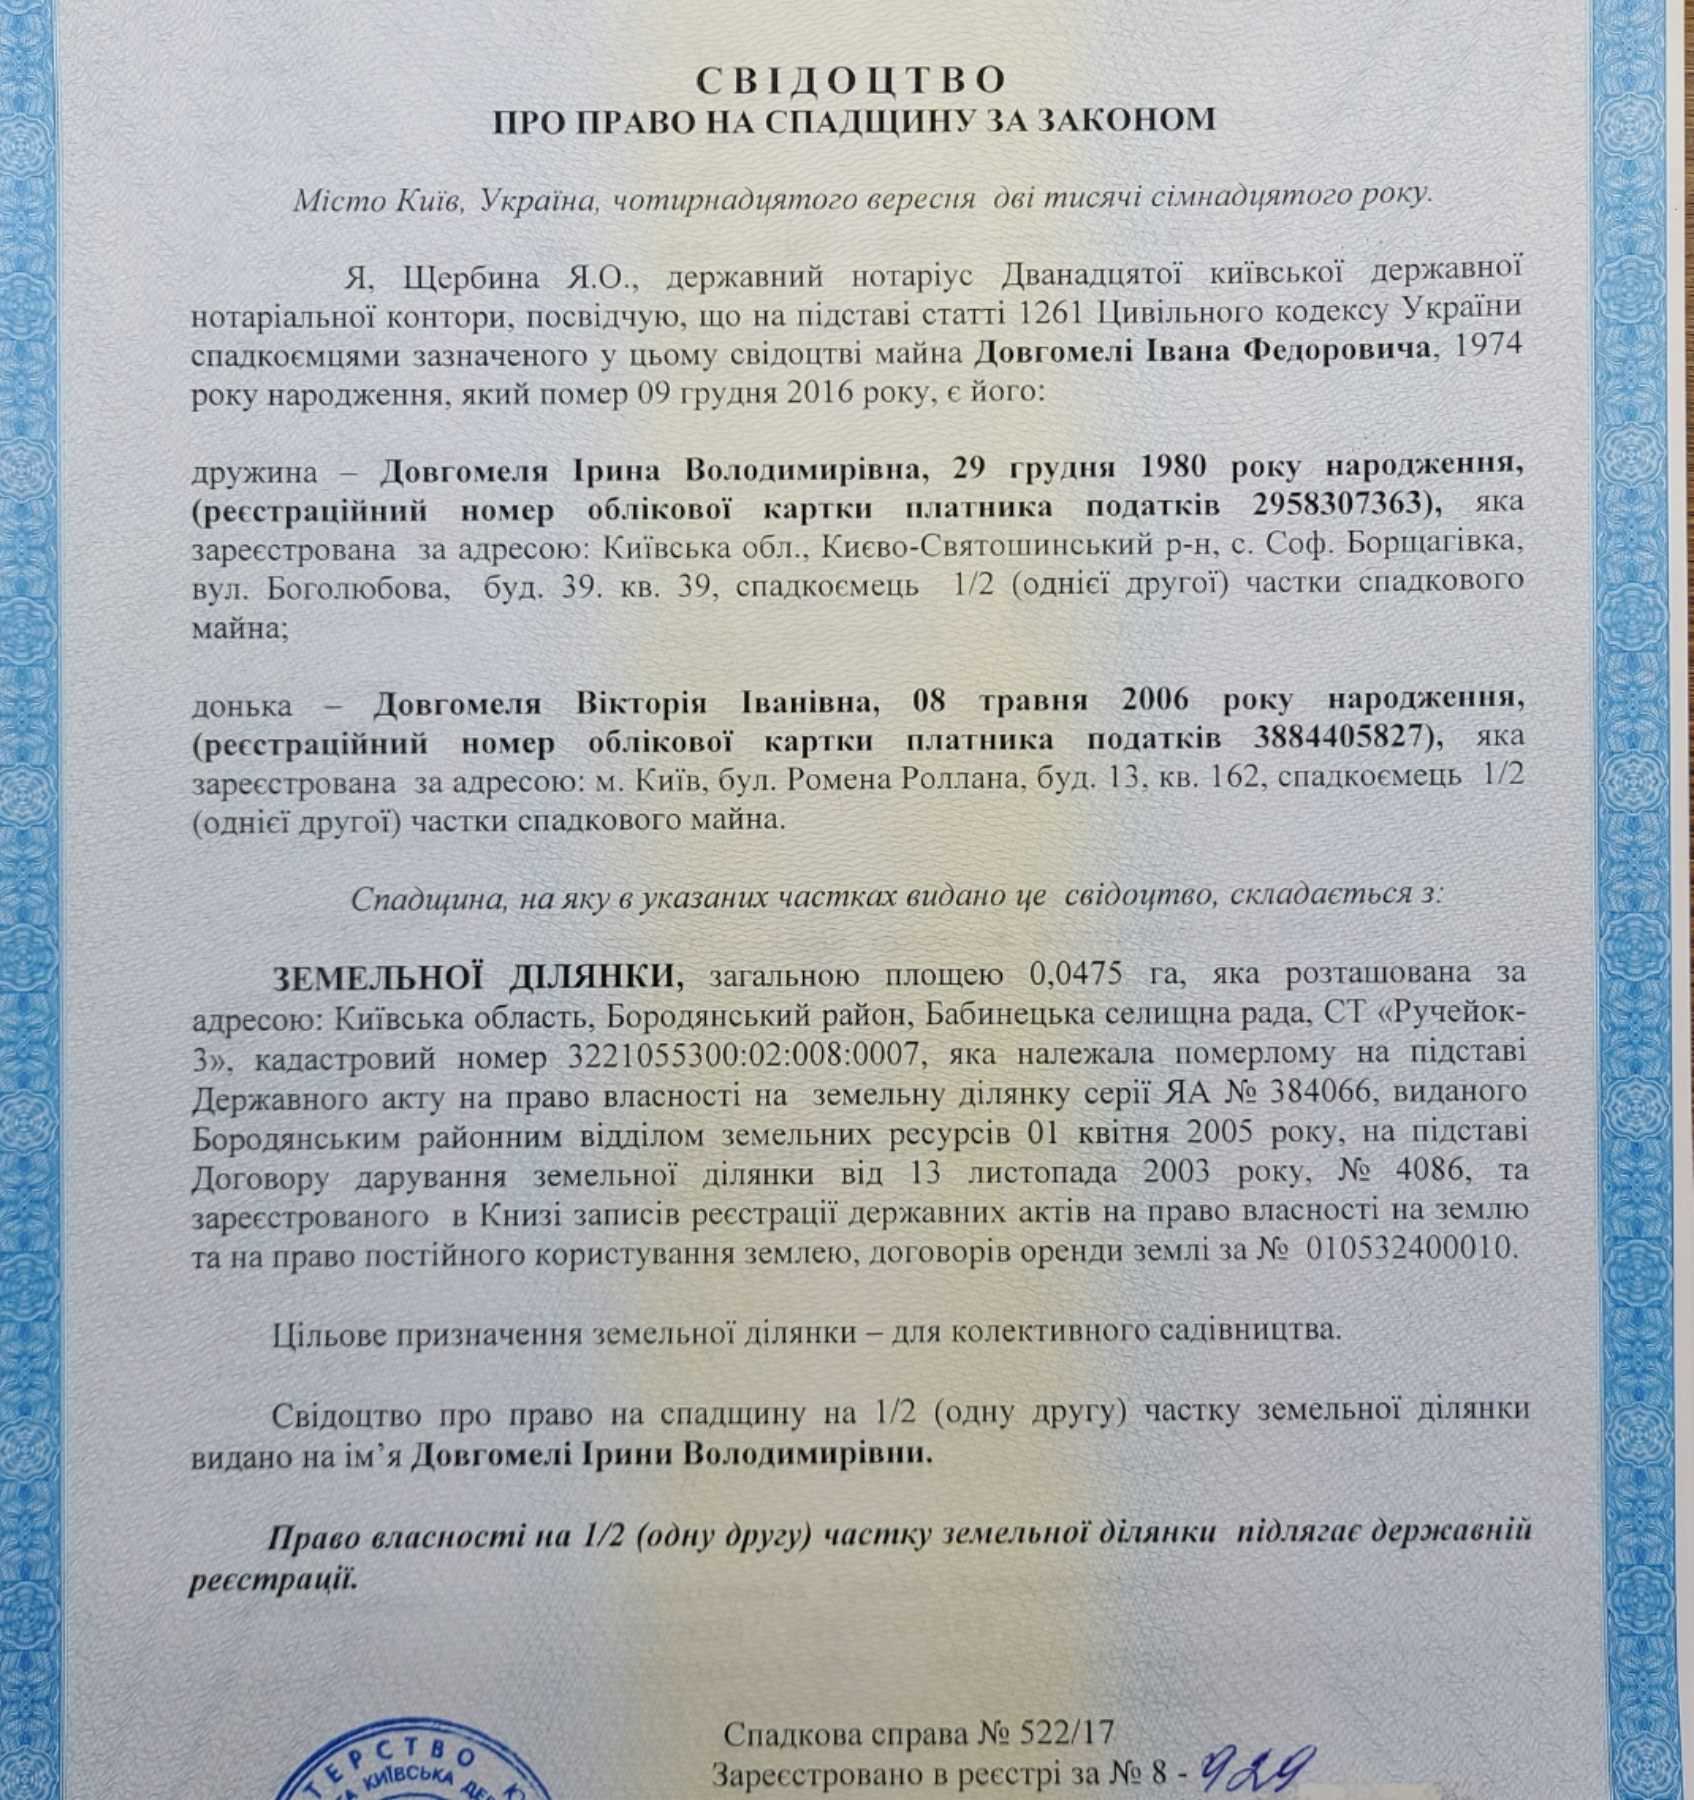 СВІДОЦТВО
ПРО ПРАВО НА СПАДЩИНУ ЗА ЗАКОНОМ
Місто Київ, Україна, чотирнадцятого вересня дві тисячі сімнадцятого року.
Я, Щербина Я.О., державний нотаріус Дванадцятої київської державної
нотаріальної контори, посвідчую, що на підставі статті 1261 Цивільного кодексу України
спадкоємцями зазначеного у цьому свідоцтві майна Довгомелі Івана Федоровича, 1974
року народження, який помер 09 грудня 2016 року, є його:
дружина – Довгомеля Ірина Володимирівна, 29 грудня 1980 року народження,
(реєстраційний номер облікової картки платника податків 2958307363), яка
зареєстрована за адресою: Київська обл., Києво-Святошинський р-н, с. Соф. Борщагівка,
вул. Боголюбова, буд. 39. кв. 39, спадкоємець 1/2 (однієї другої) частки спадкового
майна;
донька – Довгомеля Вікторія Іванівна, 08 травня 2006 року народження,
(реєстраційний номер облікової картки платника податків 3884405827), яка
зареєстрована за адресою: м. Київ, бул. Ромена Роллана, буд. 13, кв. 162, спадкоємець 1/2
(однієї другої) частки спадкового майна.
Спадщина, на яку в указаних частках видано це свідоцтво, складається з:
ЗЕМЕЛЬНОЇ ДІЛЯНКИ, загальною площею 0,0475 га, яка розташована за
адресою: Київська область, Бородянський район, Бабинецька селищна рада, СТ «Ручейок-
3», кадастровий номер 3221055300:02:008:0007, яка належала померлому на підставі
Державного акту на право власності на земельну ділянку серії ЯА № 384066, виданого
Бородянським районним відділом земельних ресурсів 01 квітня 2005 року, на підставі
Договору дарування земельної ділянки від 13 листопада 2003 року, № 4086, та
зареєстрованого в Книзі записів реєстрації державних актів на право власності на землю
та на право постійного користування землею, договорів оренди землі за № 010532400010.
Цільове призначення земельної ділянки – для колективного садівництва.
Свідоцтво про право на спадщину на 1/2 (одну другу) частку земельної ділянки
видано на ім’я Довгомелі Ірини Володимирівни.
Право власності на 1/2 (одну другу) частку земельної ділянки підлягає державній
реєстрації.
Спадкова справа № 522/17
Зареєстровано в реєстрі за № 8 - 929
ТЕРСТВО Ю
КИЇВСЬКА ДЕР